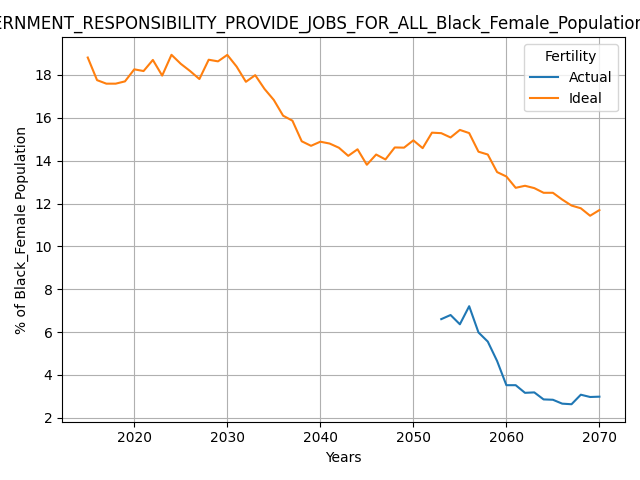 ERNMENT_RESPONSIBILITY_PROVIDE_JOBS_FOR_ALL_Black_Female_Population
Fertility
Actual
Ideal
% of Black_Female Population
18
16
14
12
10
8
6
4
2
2020 2030 2040 2050 2060 2070
Years